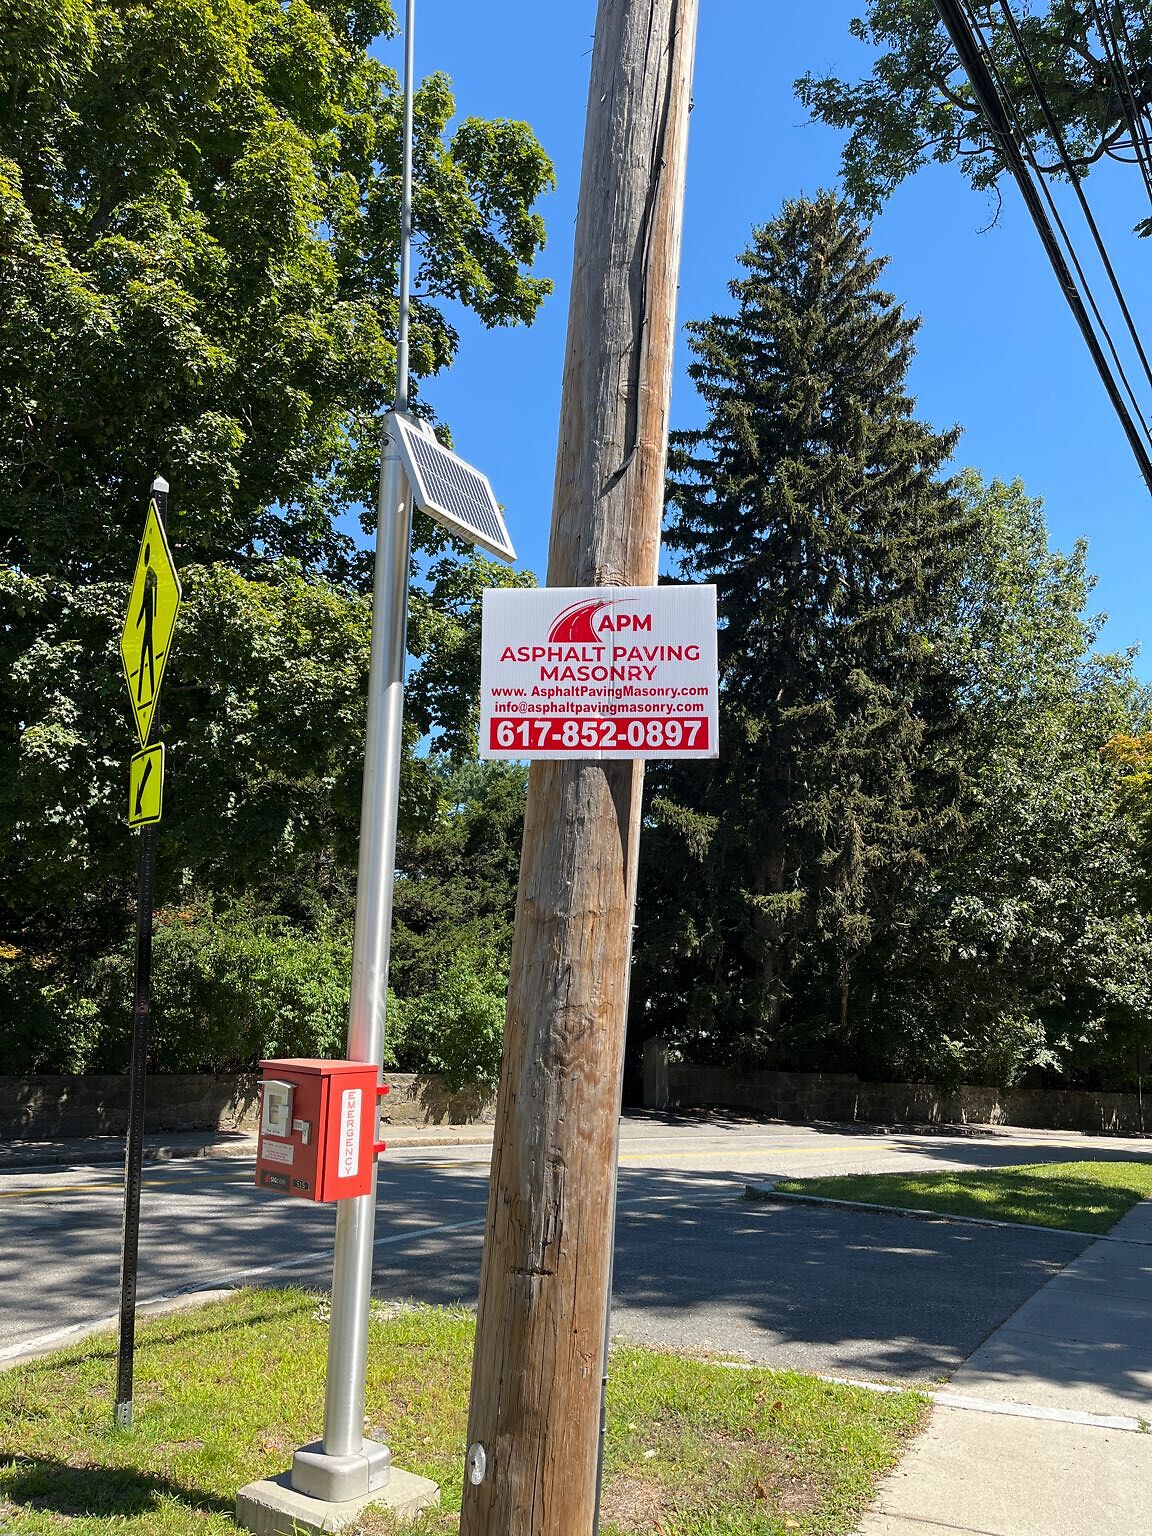 APM
ASPHALT PAVING
MASONRY
www. AsphaltPavingMasonry.com
info@asphaltpavingmasonry.com
617-852-0897
EMERGENCY